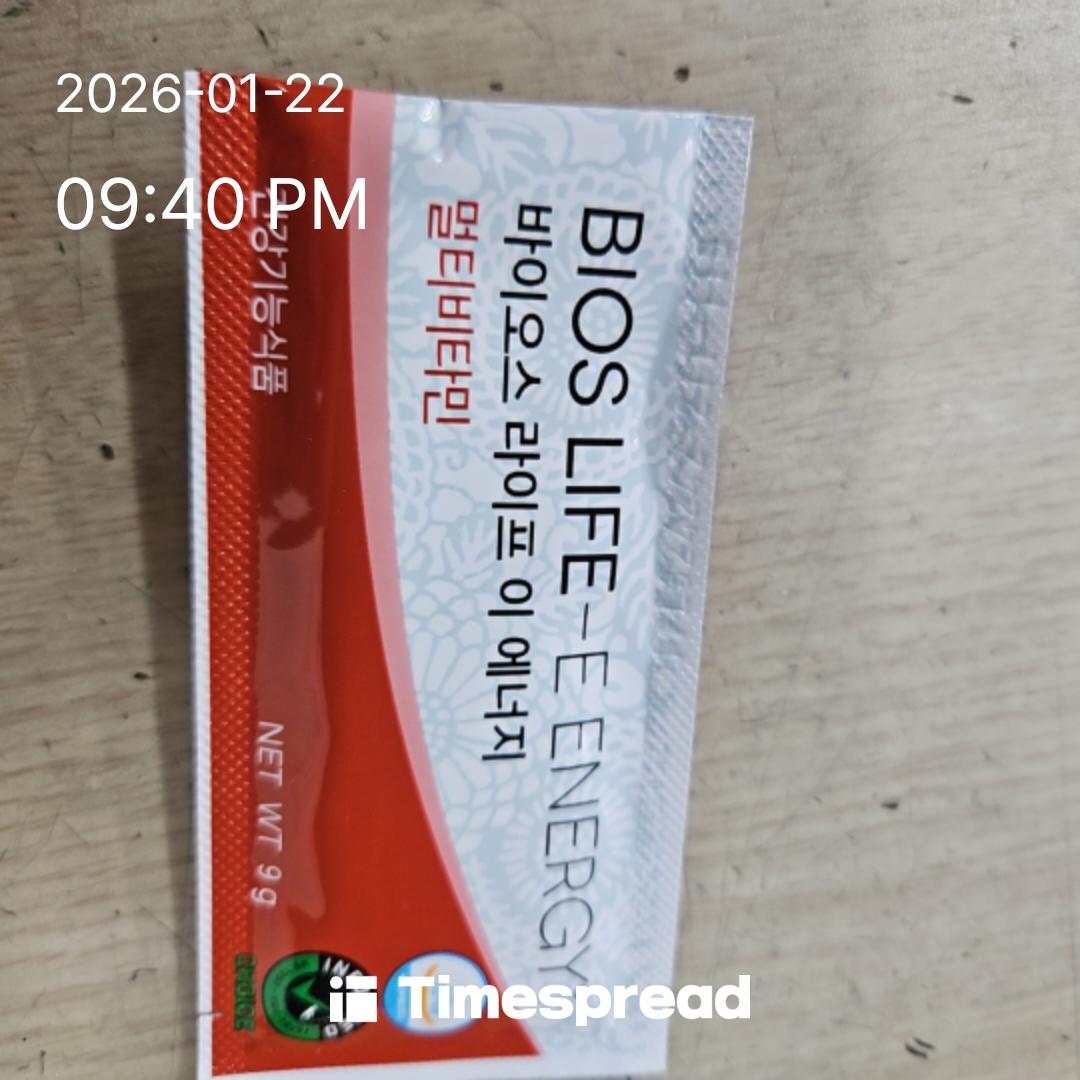 2026-01-22
09:40 PM
BIOS LIFE-E ENERGY
바이오스 라이프 이 에너지
멀티비타민
건강기능식품
NET WT 9g
CHOICE
Timespread